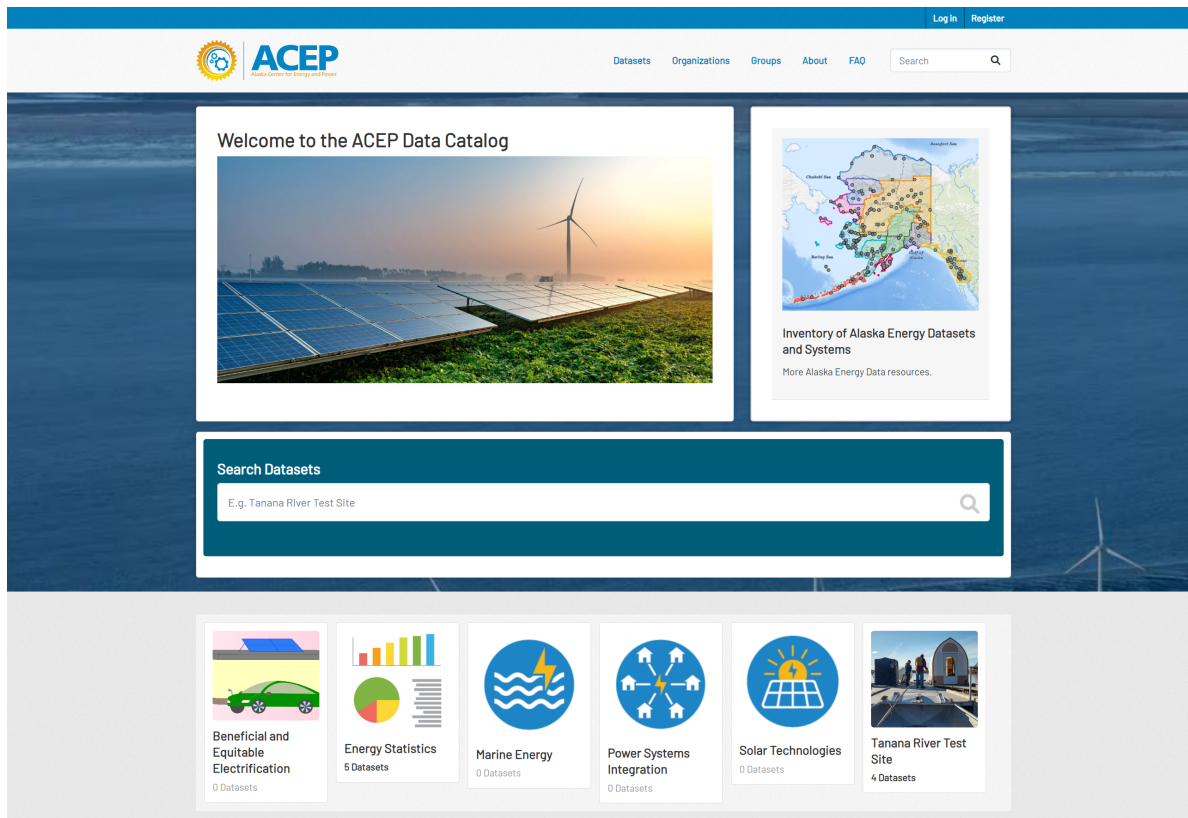 Log in Register
ACEP
Alaska Center for Energy and Power
Datasets Organizations Groups About FAQ Search
Welcome to the ACEP Data Catalog
Beaufort Sea
Chukchi Sea
Bering Sea
Gulf of
Alaska
Inventory of Alaska Energy Datasets
and Systems
More Alaska Energy Data resources.
Search Datasets
E.g. Tanana River Test Site
Beneficial and
Equitable
Electrification
0 Datasets
Energy Statistics
5 Datasets
Marine Energy
0 Datasets
Power Systems
Integration
0 Datasets
Solar Technologies
0 Datasets
Tanana River Test
Site
4 Datasets